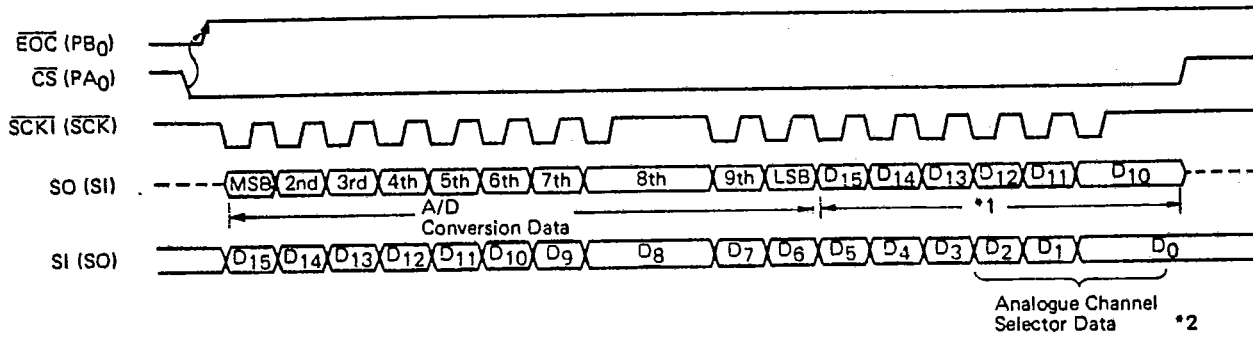 EOC (PB0)
CS (PA0)
SCKI (SCK)
SO (SI) MSB 2nd 3rd 4th 5th 6th 7th 8th 9th LSB D15 D14 D13 D12 D11 D10
A/D
Conversion Data
*1
SI (SO) D15 D14 D13 D12 D11 D10 D9 D8 D7 D6 D5 D4 D3 D2 D1 D0
Analogue Channel
Selector Data *2